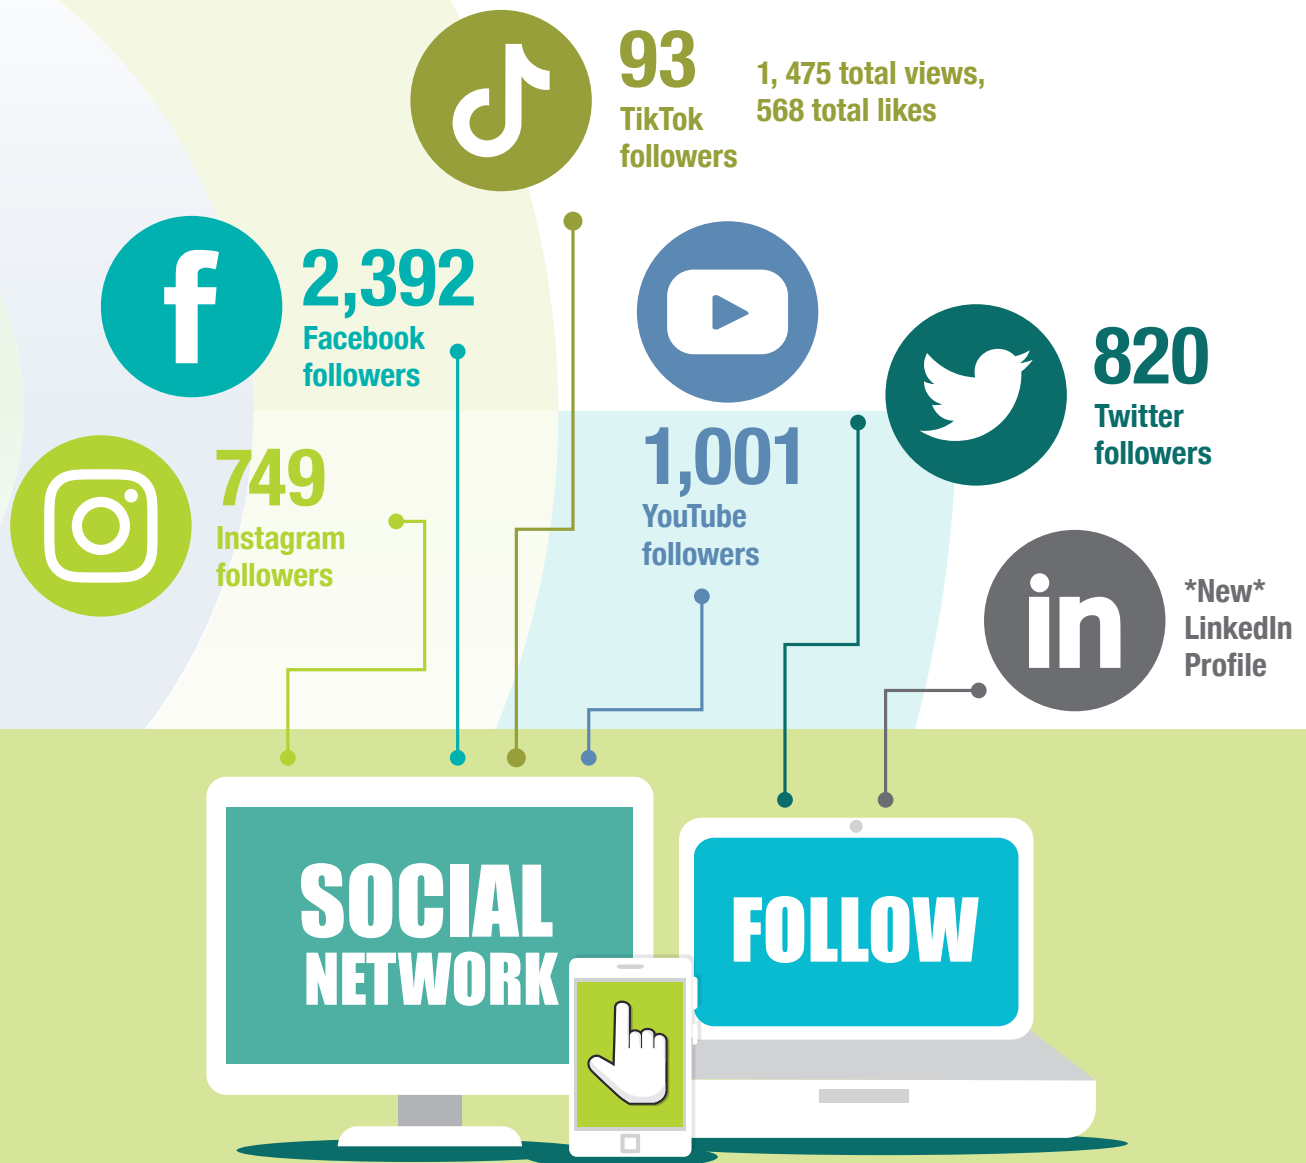 93
TikTok
followers
1, 475 total views,
568 total likes
f
2,392
Facebook
followers
749
Instagram
followers
1,001
YouTube
followers
820
Twitter
followers
in
*New*
LinkedIn
Profile
SOCIAL
NETWORK
FOLLOW